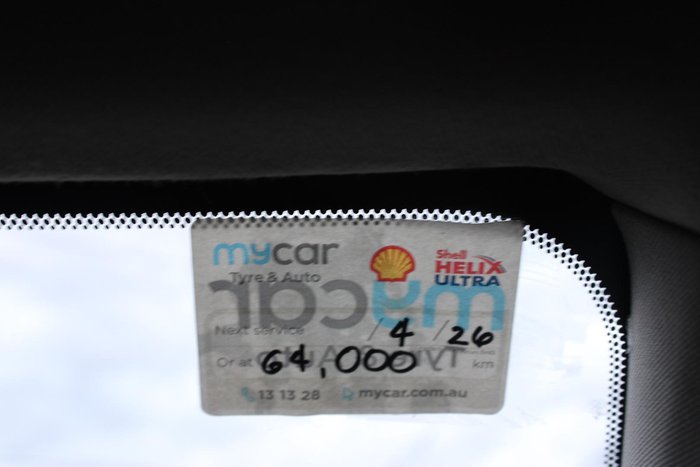 mycar
Tyre & Auto
Shell
HELIX
ULTRA
Next service / 4 / 26
Or at 64,000 km
13 13 28 mycar.com.au